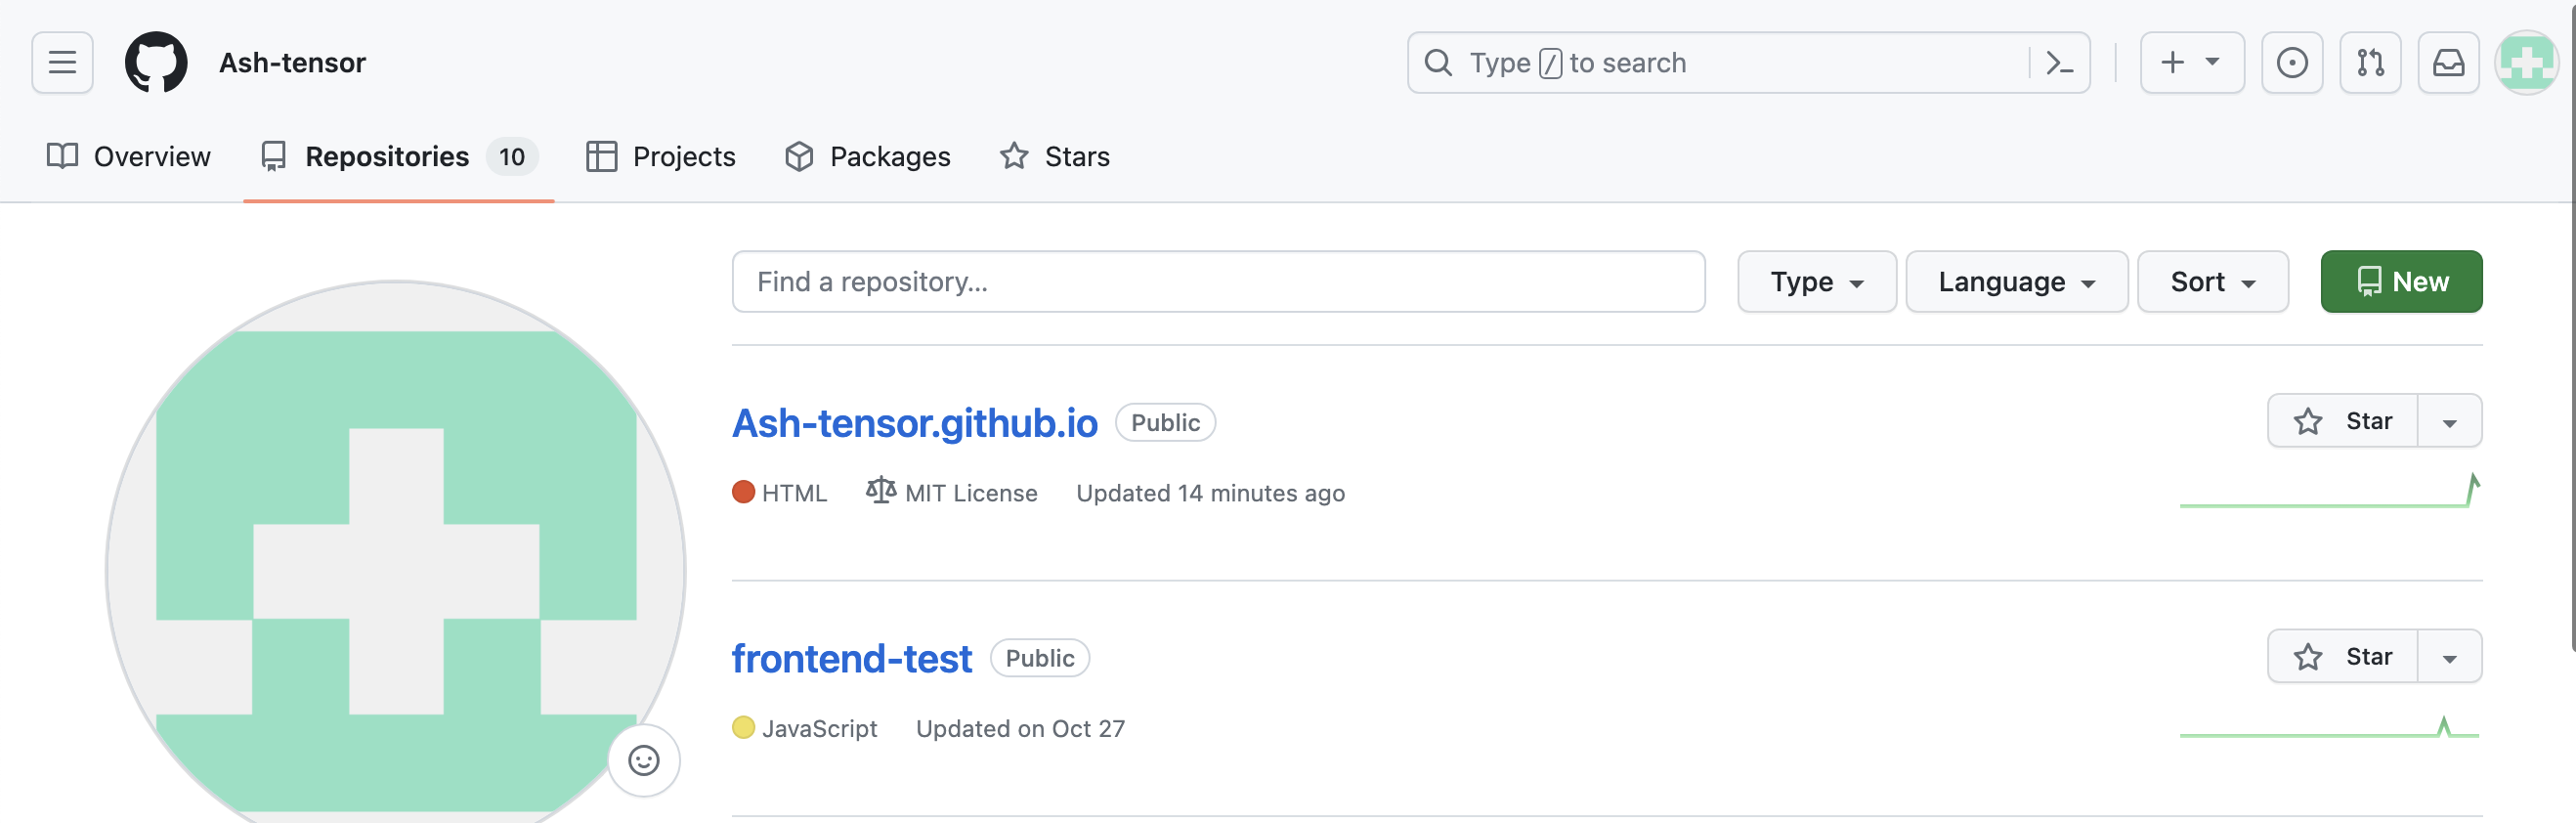 Ash-tensor
Type / to search
Overview
Repositories 10
Projects
Packages
Stars
Find a repository...
Type
Language
Sort
New
Ash-tensor.github.io Public
Star
HTML MIT License Updated 14 minutes ago
frontend-test Public
Star
JavaScript Updated on Oct 27